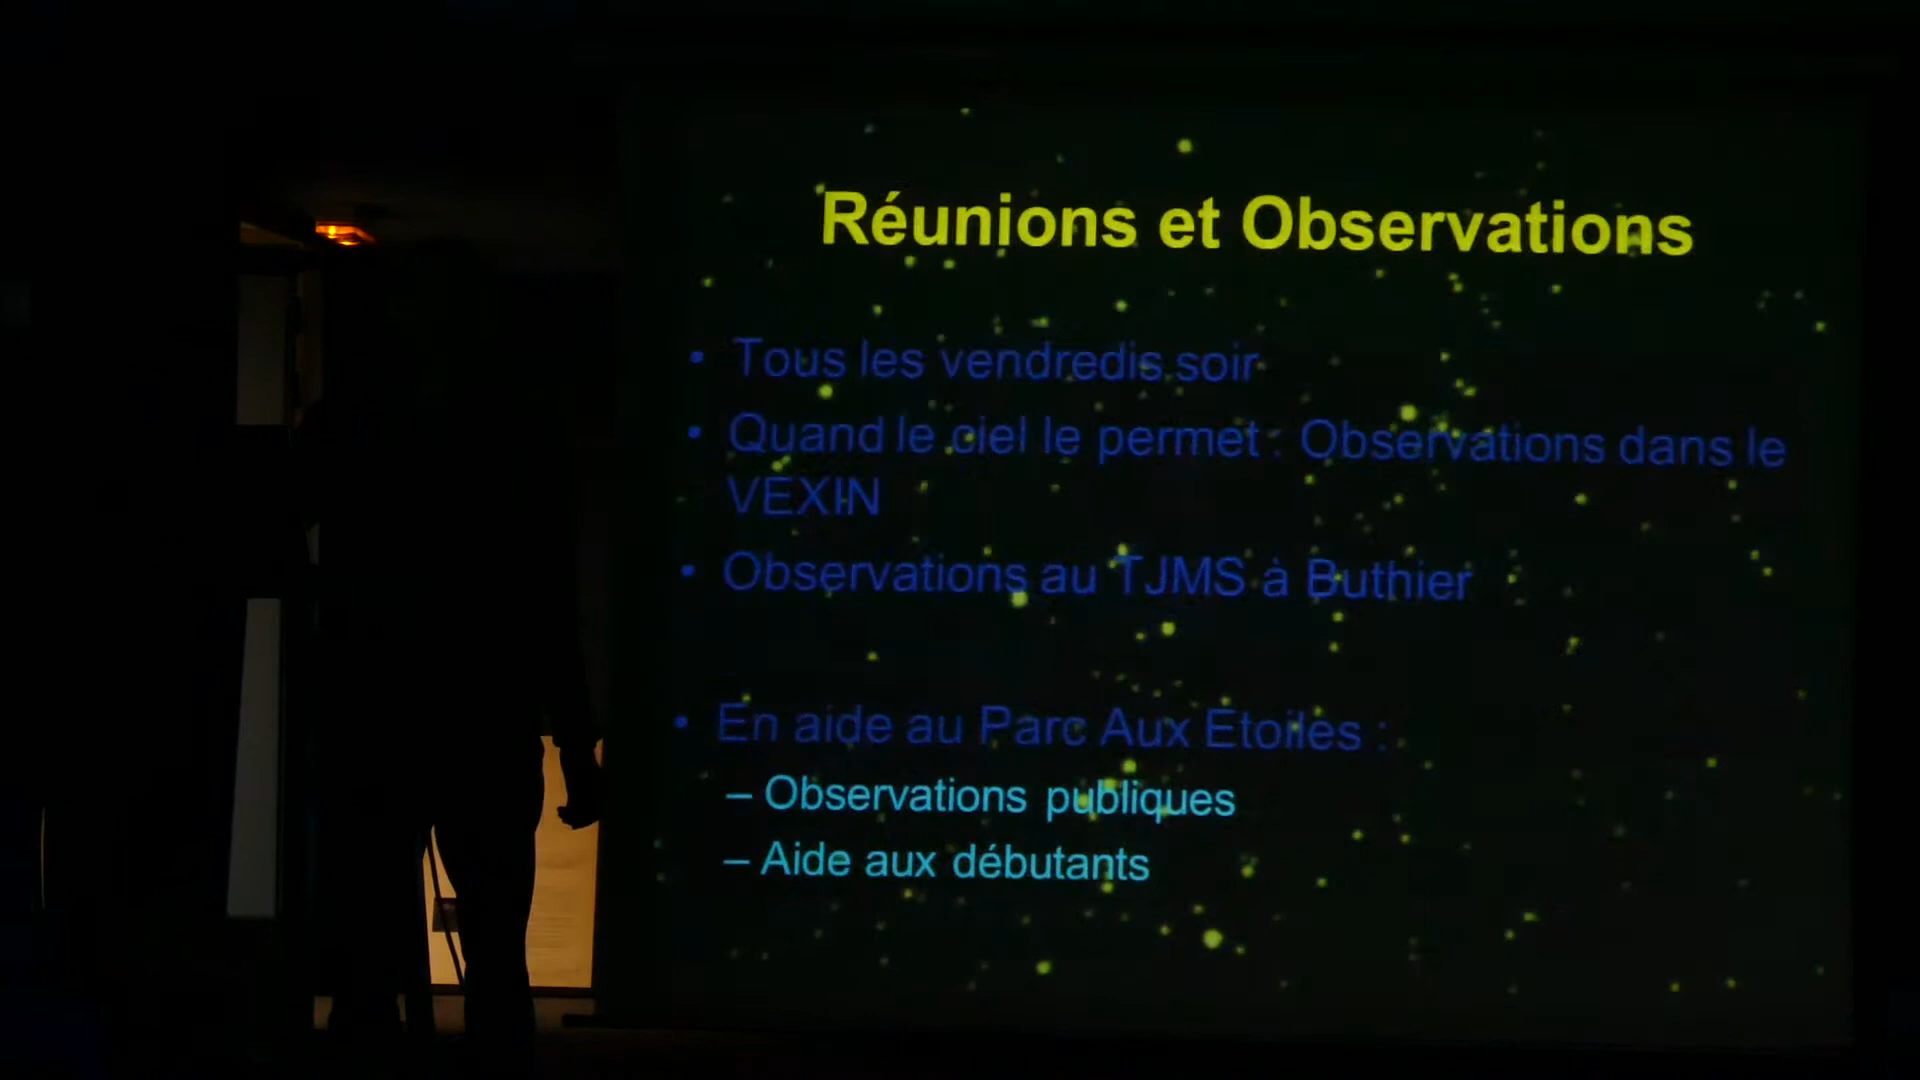 Réunions et Observations
• Tous les vendredis soir
• Quand le ciel le permet : Observations dans le
VEXIN
• Observations au TJMS à Buthier
• En aide au Parc Aux Etoiles :
– Observations publiques
– Aide aux débutants